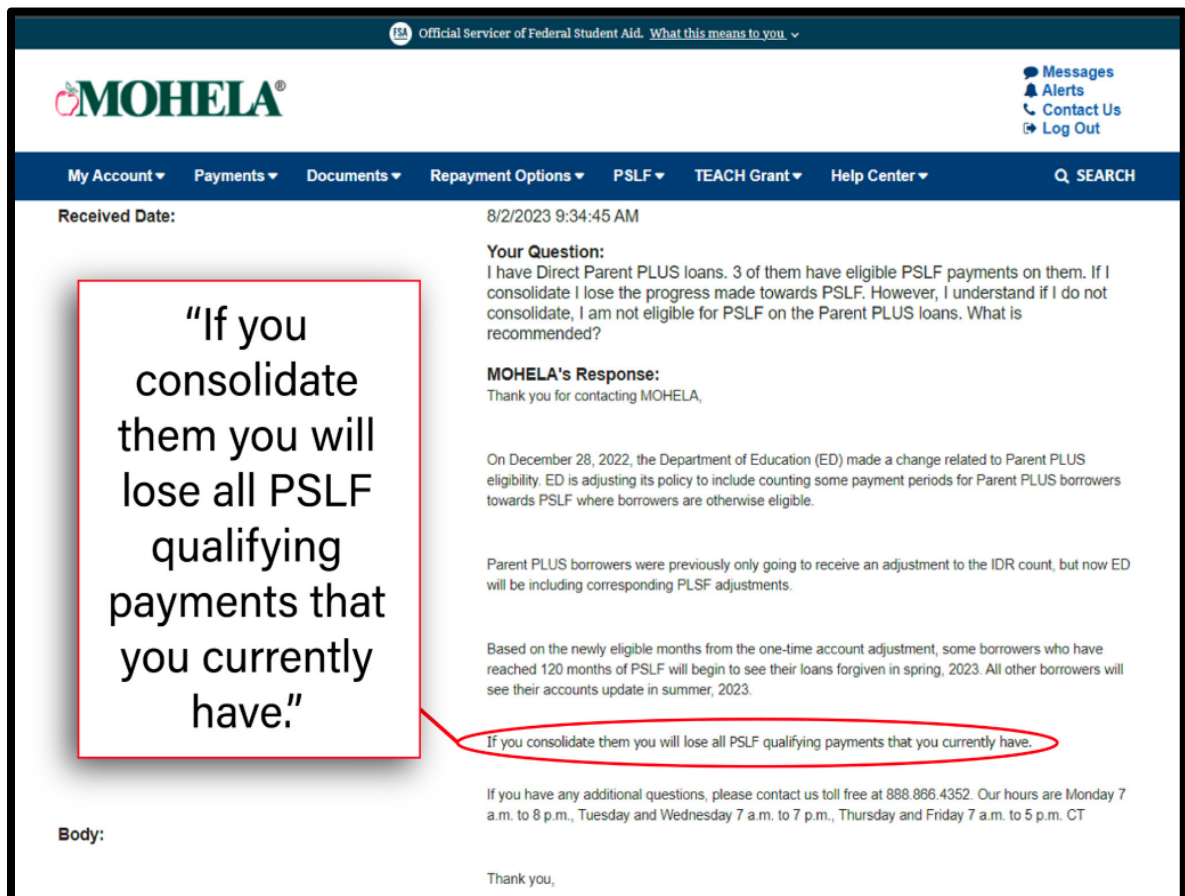 FSA Official Servicer of Federal Student Aid. What this means to you
MOHELA®
Messages
Alerts
Contact Us
Log Out
My Account Payments Documents Repayment Options PSLF TEACH Grant Help Center SEARCH
Received Date:
8/2/2023 9:34:45 AM
Your Question:
I have Direct Parent PLUS loans. 3 of them have eligible PSLF payments on them. If I
consolidate I lose the progress made towards PSLF. However, I understand if I do not
consolidate, I am not eligible for PSLF on the Parent PLUS loans. What is
recommended?
MOHELA's Response:
Thank you for contacting MOHELA,
On December 28, 2022, the Department of Education (ED) made a change related to Parent PLUS
eligibility. ED is adjusting its policy to include counting some payment periods for Parent PLUS borrowers
towards PSLF where borrowers are otherwise eligible.
Parent PLUS borrowers were previously only going to receive an adjustment to the IDR count, but now ED
will be including corresponding PLSF adjustments.
Based on the newly eligible months from the one-time account adjustment, some borrowers who have
reached 120 months of PSLF will begin to see their loans forgiven in spring, 2023. All other borrowers will
see their accounts update in summer, 2023.
If you consolidate them you will lose all PSLF qualifying payments that you currently have.
If you have any additional questions, please contact us toll free at 888.866.4352. Our hours are Monday 7
a.m. to 8 p.m., Tuesday and Wednesday 7 a.m. to 7 p.m., Thursday and Friday 7 a.m. to 5 p.m. CT
Body:
Thank you,
"If you
consolidate
them you will
lose all PSLF
qualifying
payments that
you currently
have."